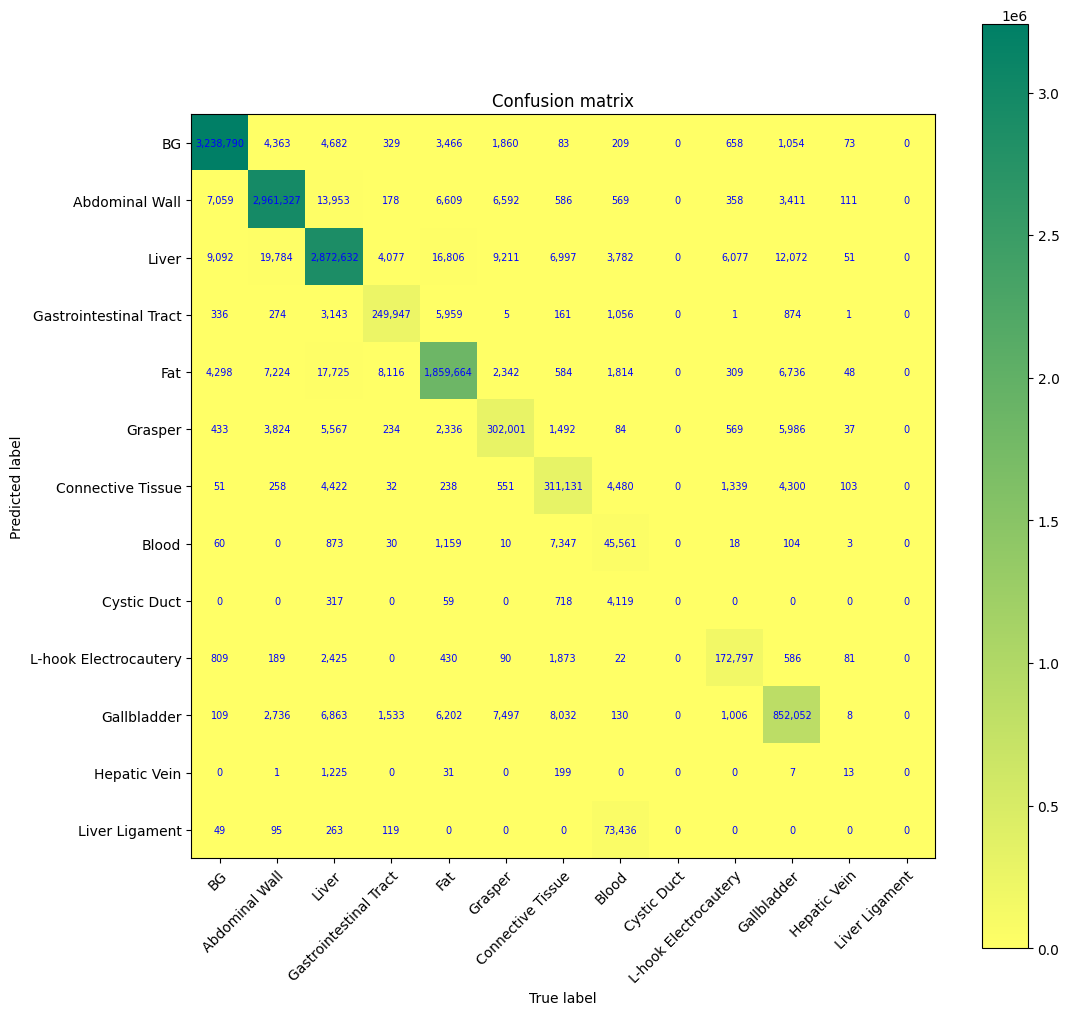 1e6
Confusion matrix
BG 3,238,790 4,363 4,682 329 3,466 1,860 83 209 0 658 1,054 73 0
Abdominal Wall 7,059 2,961,327 13,953 178 6,609 6,592 586 569 0 358 3,411 111 0
Liver 9,092 19,784 2,872,632 4,077 16,806 9,211 6,997 3,782 0 6,077 12,072 51 0
Gastrointestinal Tract 336 274 3,143 249,947 5,959 5 161 1,056 0 1 874 1 0
Fat 4,298 7,224 17,725 8,116 1,859,664 2,342 584 1,814 0 309 6,736 48 0
Grasper 433 3,824 5,567 234 2,336 302,001 1,492 84 0 569 5,986 37 0
Connective Tissue 51 258 4,422 32 238 551 311,131 4,480 0 1,339 4,300 103 0
Blood 60 0 873 30 1,159 10 7,347 45,561 0 18 104 3 0
Cystic Duct 0 0 317 0 59 0 718 4,119 0 0 0 0 0
L-hook Electrocautery 809 189 2,425 0 430 90 1,873 22 0 172,797 586 81 0
Gallbladder 109 2,736 6,863 1,533 6,202 7,497 8,032 130 0 1,006 852,052 8 0
Hepatic Vein 0 1 1,225 0 31 0 199 0 0 0 7 13 0
Liver Ligament 49 95 263 119 0 0 0 73,436 0 0 0 0 0
Predicted label
BG
Abdominal Wall
Liver
Gastrointestinal Tract
Fat
Grasper
Connective Tissue
Blood
Cystic Duct
L-hook Electrocautery
Gallbladder
Hepatic Vein
Liver Ligament
True label
3.0
2.5
2.0
1.5
1.0
0.5
0.0